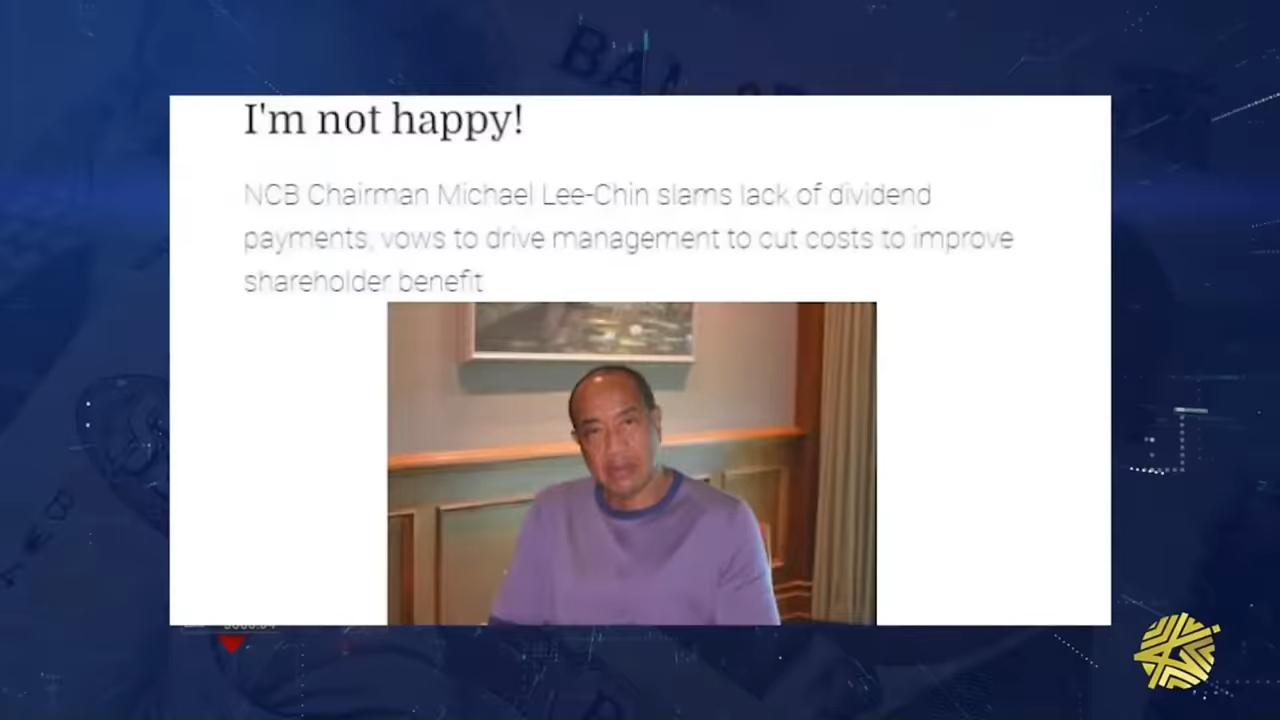 I'm not happy!
NCB Chairman Michael Lee-Chin slams lack of dividend
payments, vows to drive management to cut costs to improve
shareholder benefit